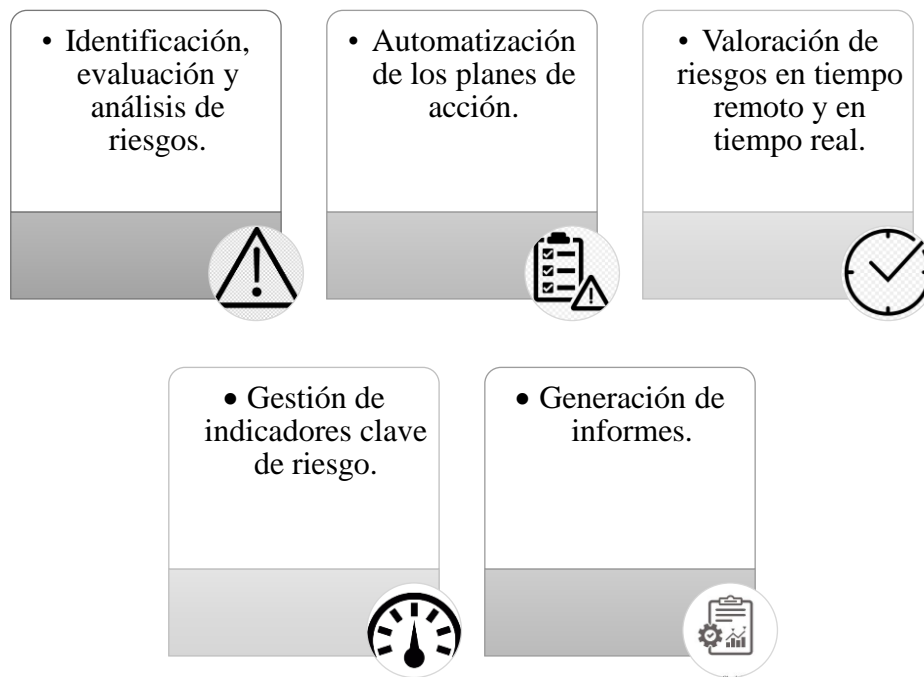 • Identificación,
evaluación y
análisis de
riesgos.
• Automatización
de los planes de
acción.
• Valoración de
riesgos en tiempo
remoto y en
tiempo real.
• Gestión de
indicadores clave
de riesgo.
• Generación de
informes.